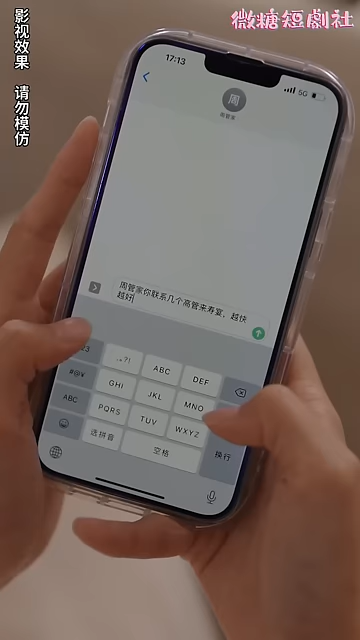 微糖短劇社
影视效果 请勿模仿
17:13
5G
周
周管家
周管家你联系几个高管来寿宴，越快
越好
123
,。?!
ABC
DEF
#@¥
GHI
JKL
MNO
ABC
PQRS
TUV
WXYZ
换行
选拼音
空格